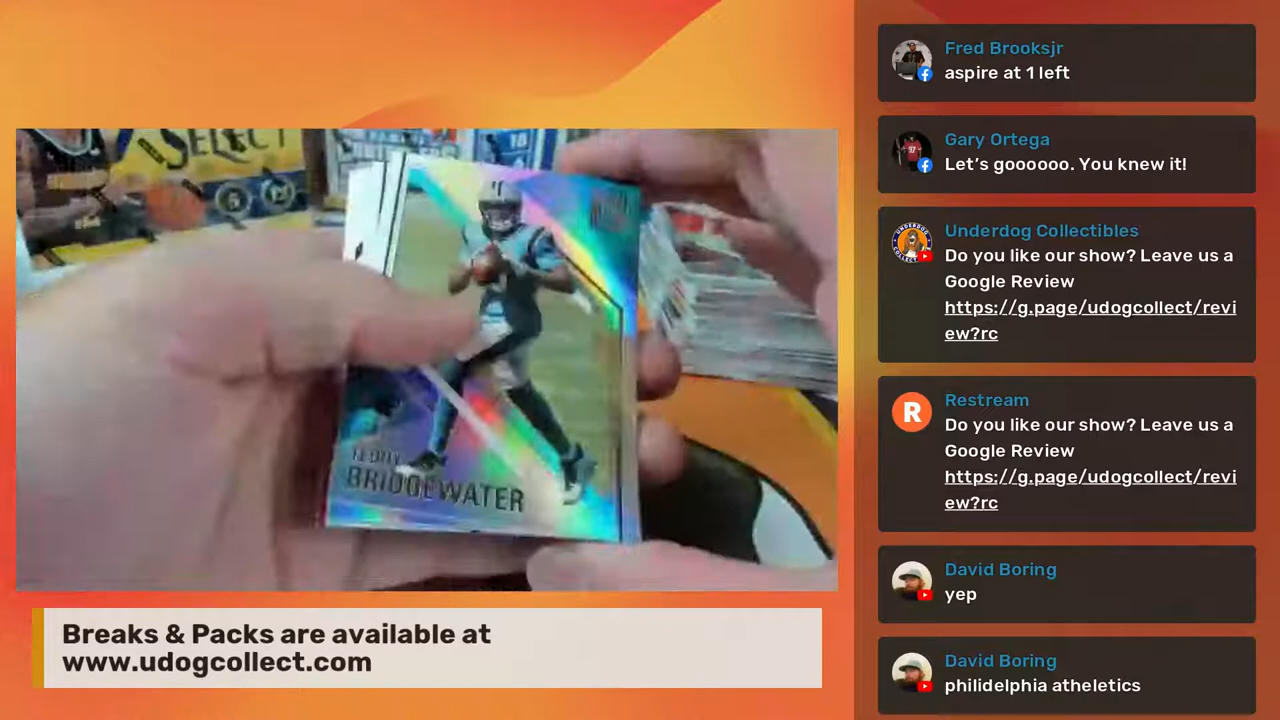 SELECT
TEDDY
BRIDGEWATER
Breaks & Packs are available at
www.udogcollect.com
Fred Brooksjr
aspire at 1 left
Gary Ortega
Let’s goooooo. You knew it!
Underdog Collectibles
Do you like our show? Leave us a
Google Review
https://g.page/udogcollect/revi
ew?rc
R
Restream
Do you like our show? Leave us a
Google Review
https://g.page/udogcollect/revi
ew?rc
David Boring
yep
David Boring
philidelphia atheletics